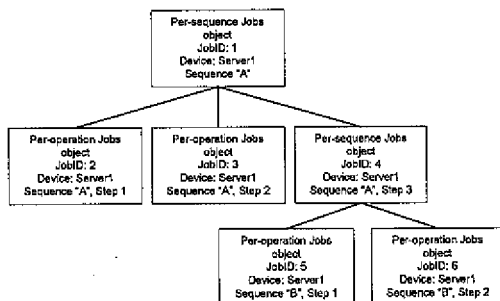 Per-sequence Jobs
object
JobID: 1
Device: Server1
Sequence "A"
Per-operation Jobs
object
JobID: 2
Device: Server1
Sequence "A", Step 1
Per-operation Jobs
object
JobID: 3
Device: Server1
Sequence "A", Step 2
Per-sequence Jobs
object
JobID: 4
Device: Server1
Sequence "A", Step 3
Per-operation Jobs
object
JobID: 5
Device: Server1
Sequence "B", Step 1
Per-operation Jobs
object
JobID: 6
Device: Server1
Sequence "B", Step 2